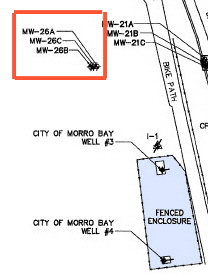 MW-26A
MW-26C
MW-26B
MW-21A
MW-21B
MW-21C
BIKE PATH
CITY OF MORRO BAY
WELL #3
I-1
FENCED
ENCLOSURE
CITY OF MORRO BAY
WELL #4